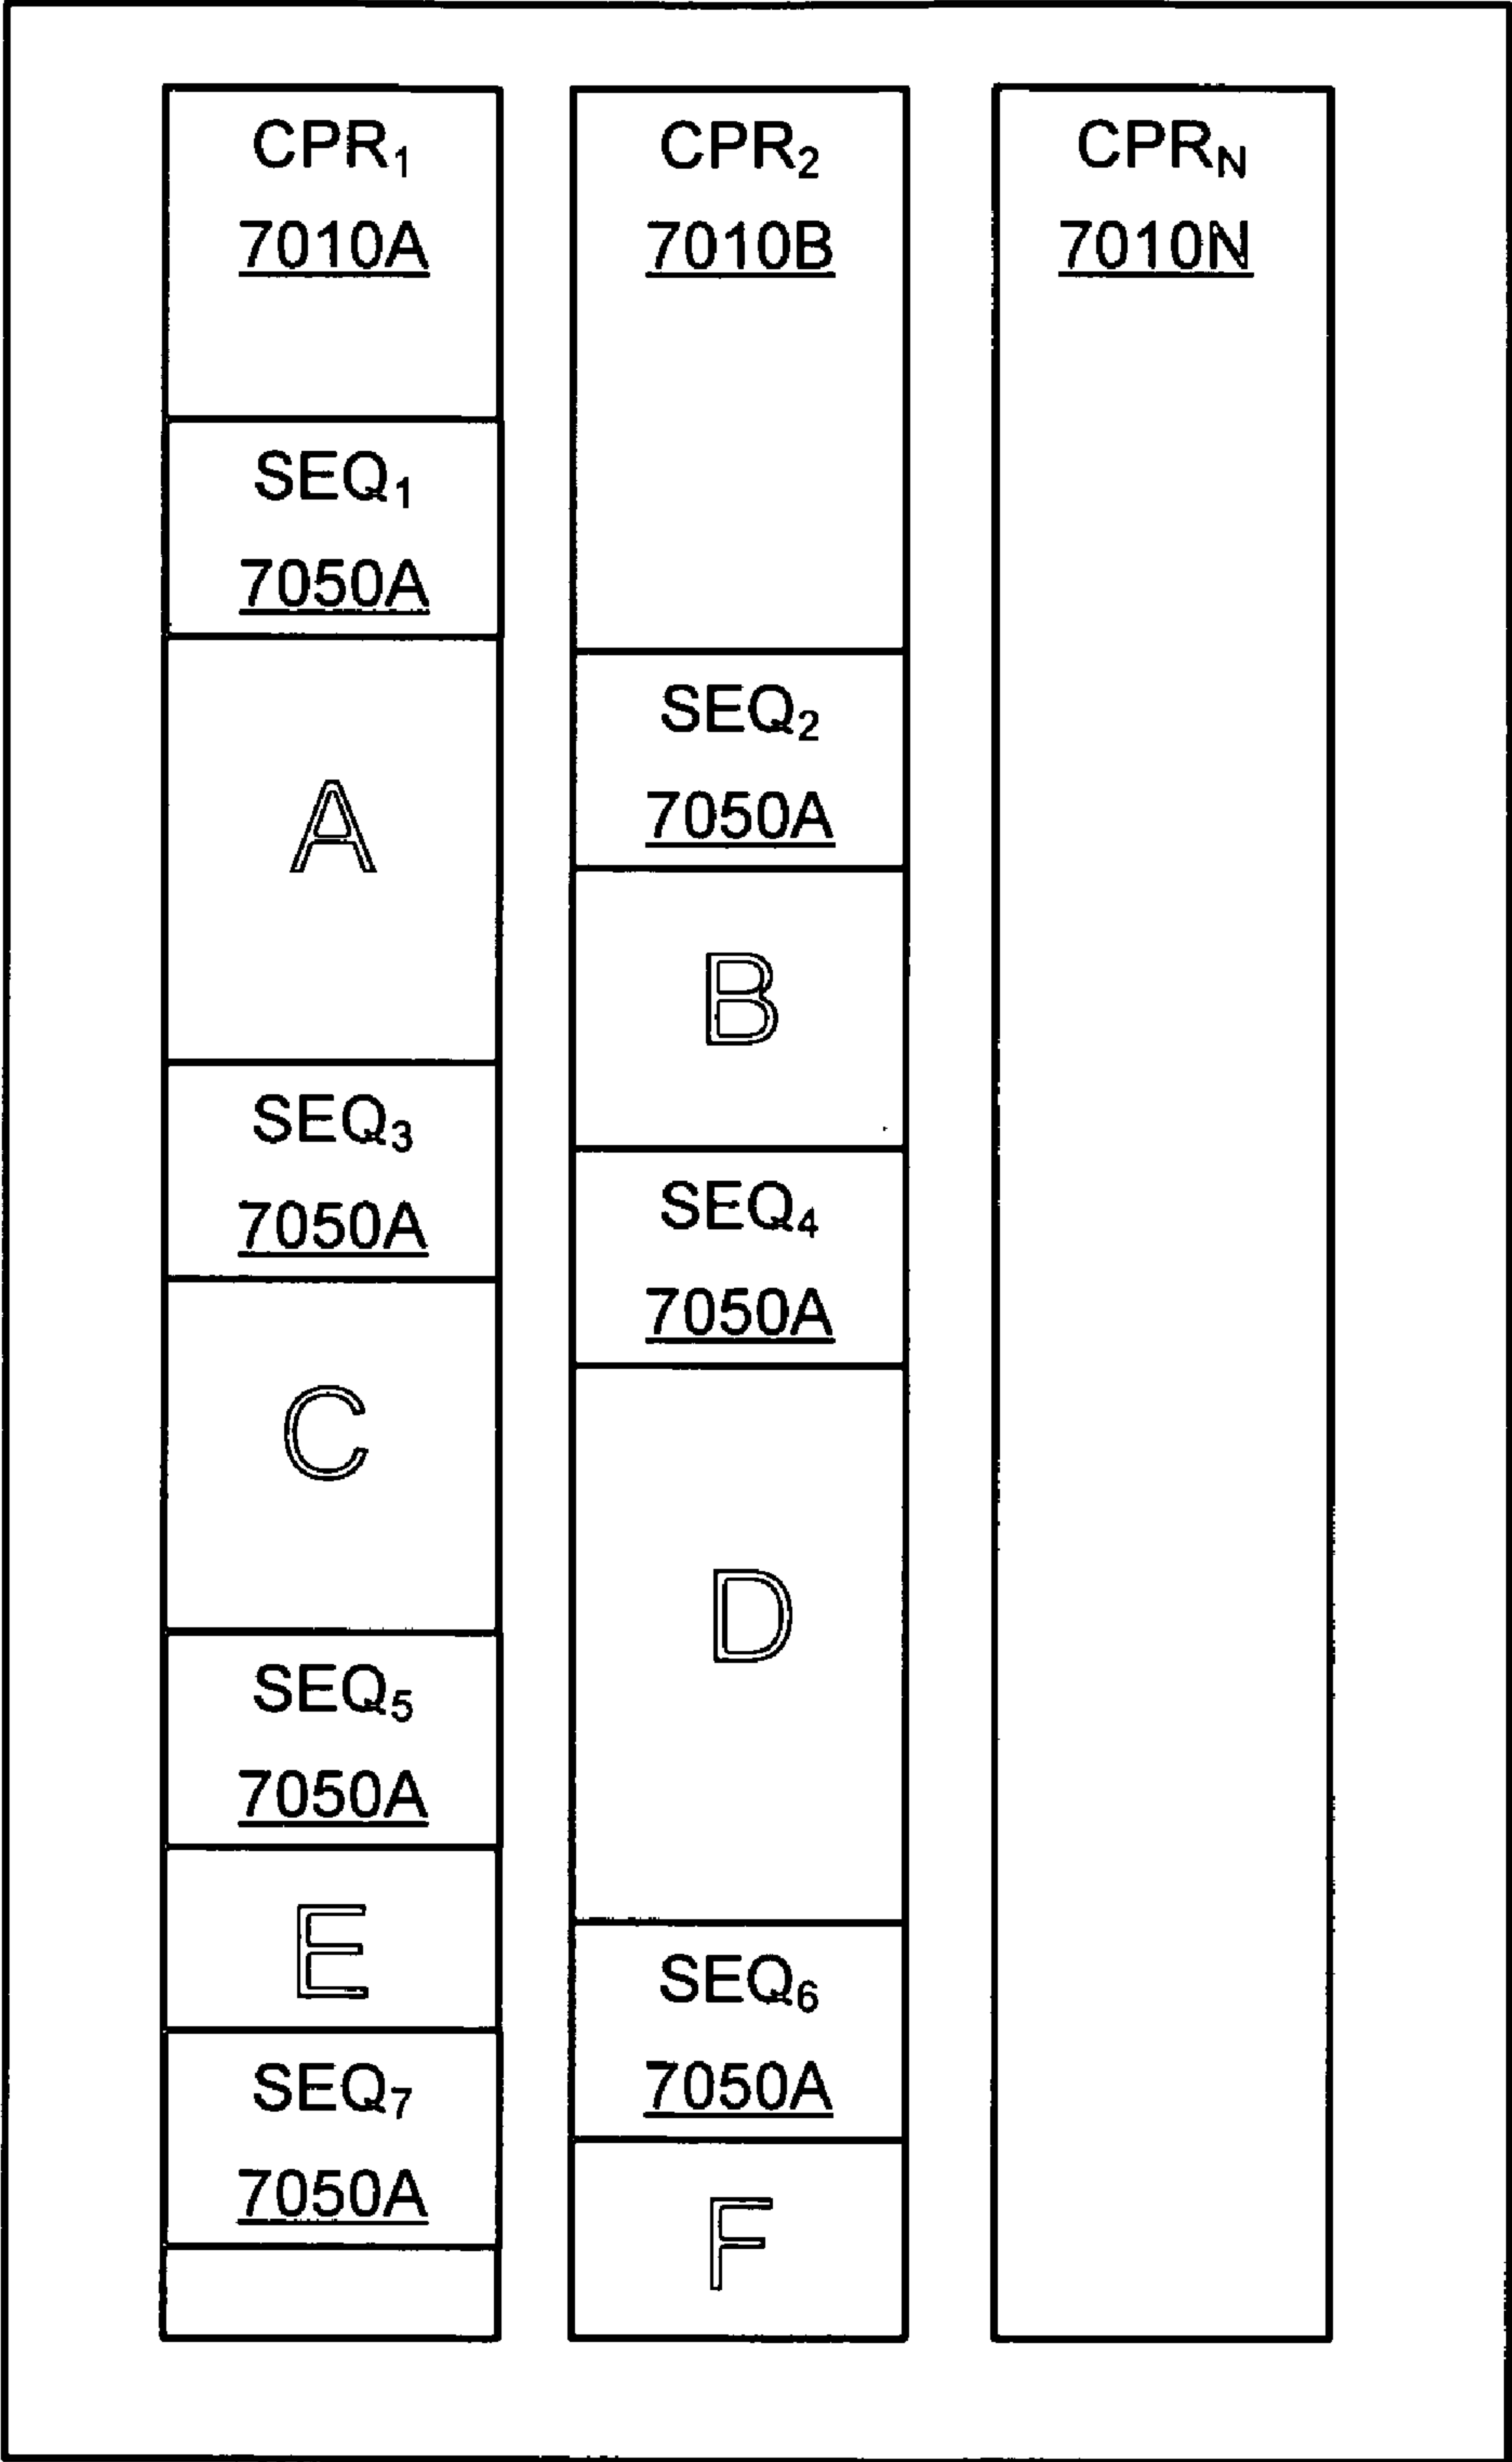 CPR₁
7010A
SEQ₁
7050A
A
SEQ₃
7050A
C
SEQ₅
7050A
E
SEQ₇
7050A
CPR₂
7010B
SEQ₂
7050A
B
SEQ₄
7050A
D
SEQ₆
7050A
F
CPR_N
7010N